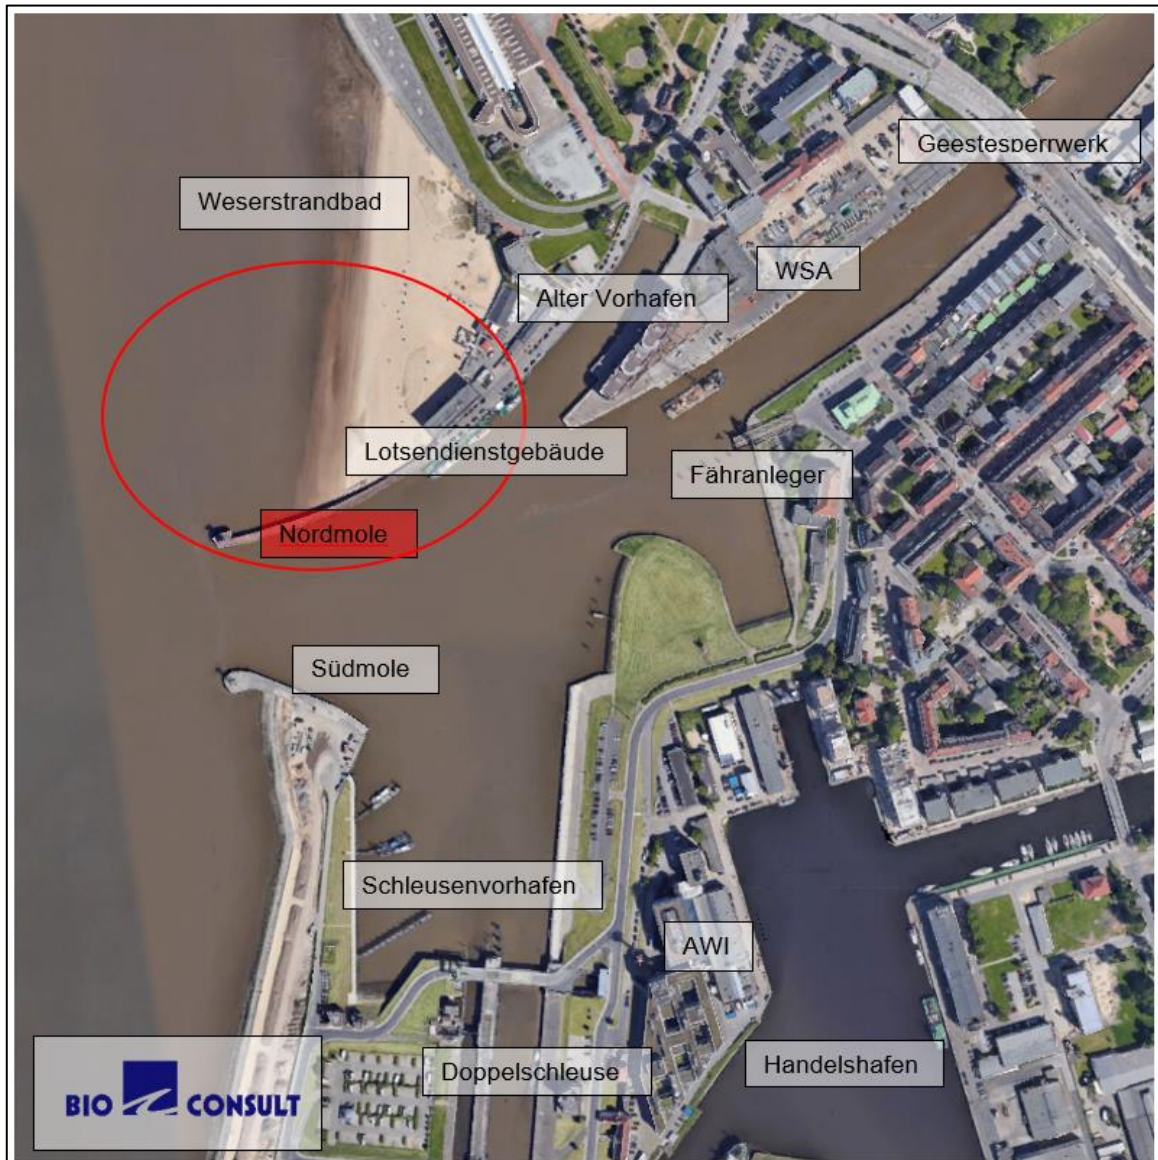 Geestesperrwerk
Weserstrandbad
WSA
Alter Vorhafen
Lotsendienstgebäude
Fähranleger
Nordmole
Südmole
Schleusenvorhafen
AWI
Doppelschleuse
Handelshafen
BIO CONSULT